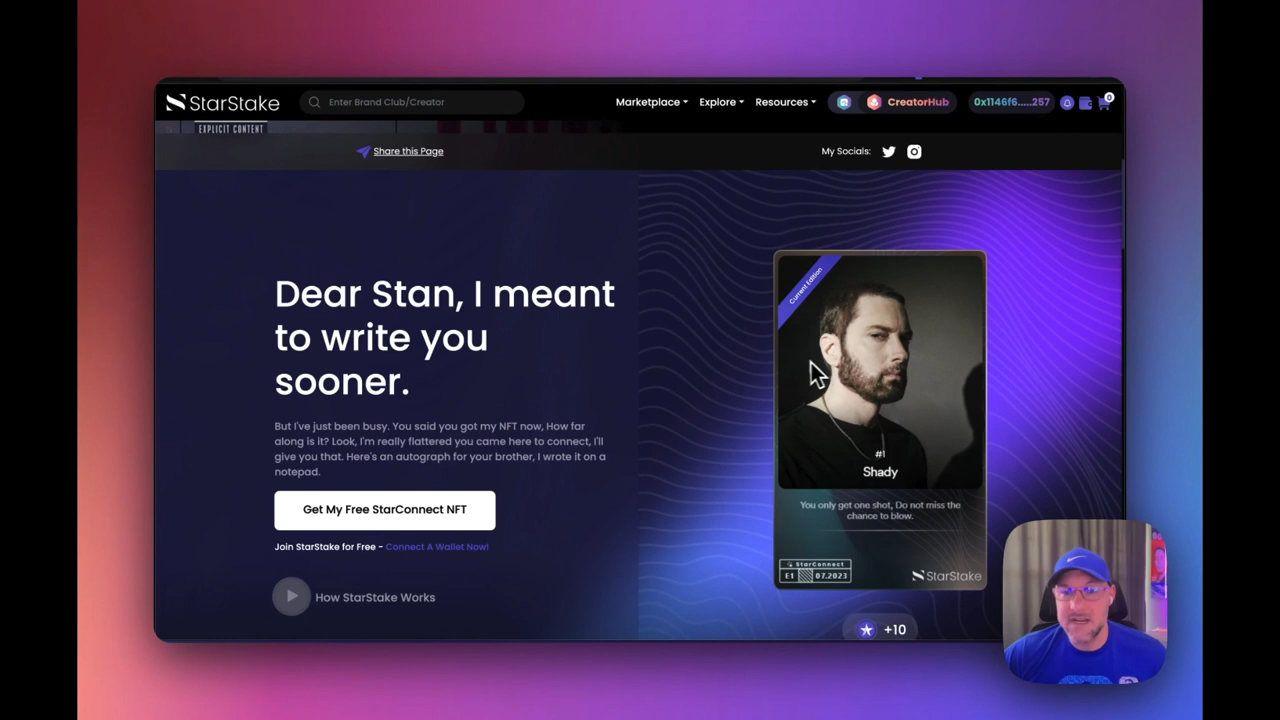 StarStake
Enter Brand Club/Creator
Marketplace
Explore
Resources
CreatorHub
0x1146f6.....257
0
EXPLICIT CONTENT
Share this Page
My Socials:
Dear Stan, I meant
to write you
sooner.
But I've just been busy. You said you got my NFT now, How far
along is it? Look, I'm really flattered you came here to connect, I'll
give you that. Here's an autograph for your brother, I wrote it on a
notepad.
Get My Free StarConnect NFT
Join StarStake for Free - Connect A Wallet Now!
How StarStake Works
Current Edition
#1
Shady
You only get one shot, Do not miss the
chance to blow.
StarConnect
E1 07.2023
StarStake
+10